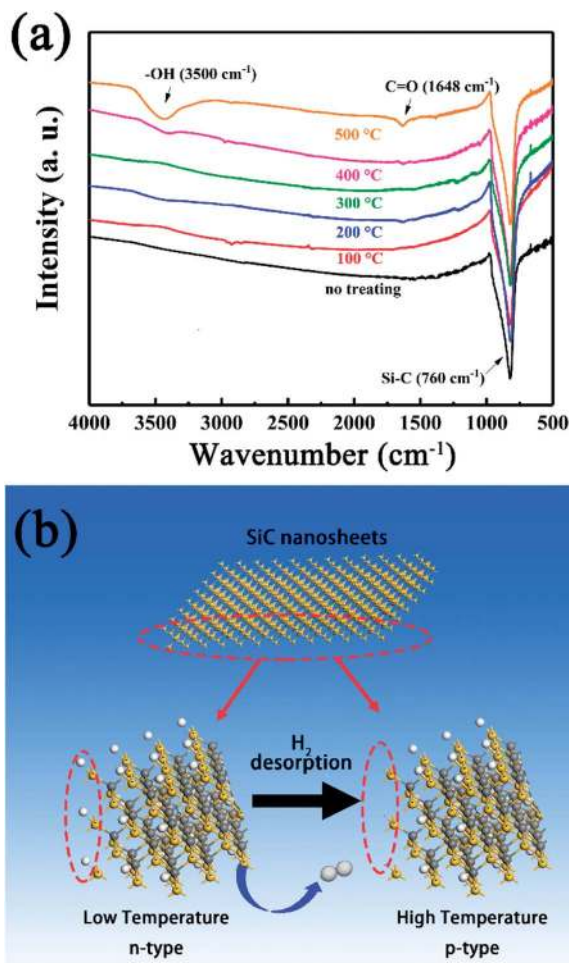 (a)
-OH (3500 cm⁻¹)
C=O (1648 cm⁻¹)
500 °C
400 °C
300 °C
200 °C
100 °C
no treating
Si-C (760 cm⁻¹)
Intensity (a. u.)
4000 3500 3000 2500 2000 1500 1000 500
Wavenumber (cm⁻¹)
(b)
SiC nanosheets
H₂
desorption
Low Temperature
n-type
High Temperature
p-type